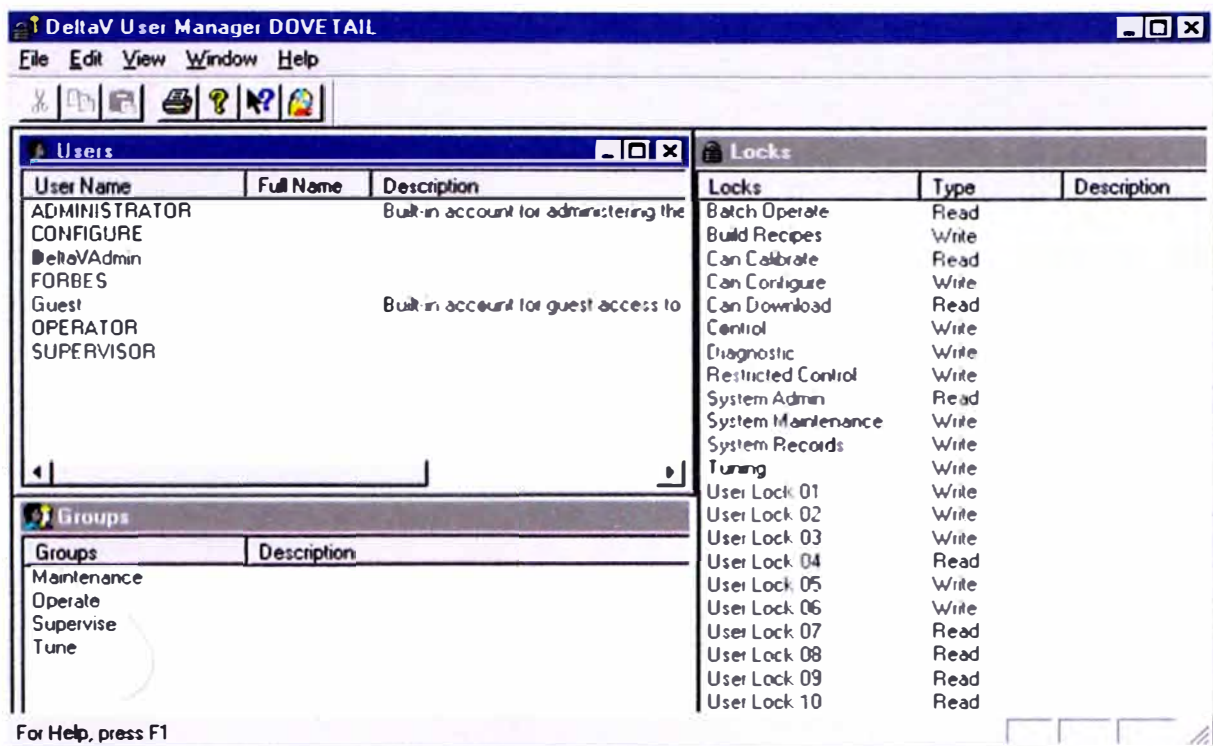 DeltaV User Manager DOVETAIL
File Edit View Window Help
Users
User Name Full Name Description
ADMINISTRATOR Built-in account for administering the
CONFIGURE
DeltaVAdmin
FORBES
Guest Built-in account for guest access to
OPERATOR
SUPERVISOR
Groups
Groups Description
Maintenance
Operate
Supervise
Tune
Locks
Locks Type Description
Batch Operate Read
Build Recipes Write
Can Calibrate Read
Can Configure Write
Can Download Read
Control Write
Diagnostic Write
Restricted Control Write
System Admin Read
System Maintenance Write
System Records Write
Tuning Write
User Lock 01 Write
User Lock 02 Write
User Lock 03 Write
User Lock 04 Read
User Lock 05 Write
User Lock 06 Write
User Lock 07 Read
User Lock 08 Read
User Lock 09 Read
User Lock 10 Read
For Help, press F1